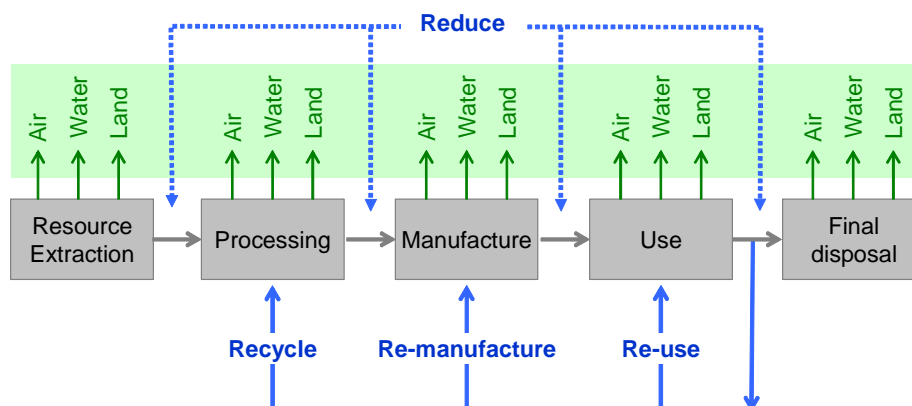 Reduce
Air
Water
Land
Air
Water
Land
Air
Water
Land
Air
Water
Land
Air
Water
Land
Resource
Extraction
Processing
Manufacture
Use
Final
disposal
Recycle
Re-manufacture
Re-use